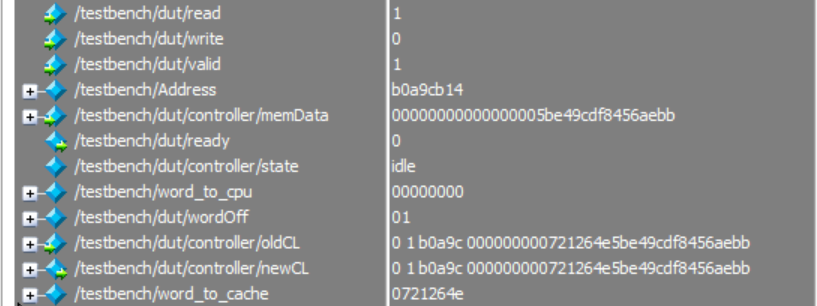 /testbench/dut/read 1
/testbench/dut/write 0
/testbench/dut/valid 1
/testbench/Address b0a9cb14
/testbench/dut/controller/memData 00000000000000005be49cdf8456aebb
/testbench/dut/ready 0
/testbench/dut/controller/state idle
/testbench/word_to_cpu 00000000
/testbench/dut/wordOff 01
/testbench/dut/controller/oldCL 0 1 b0a9c 000000000721264e5be49cdf8456aebb
/testbench/dut/controller/newCL 0 1 b0a9c 000000000721264e5be49cdf8456aebb
/testbench/word_to_cache 0721264e